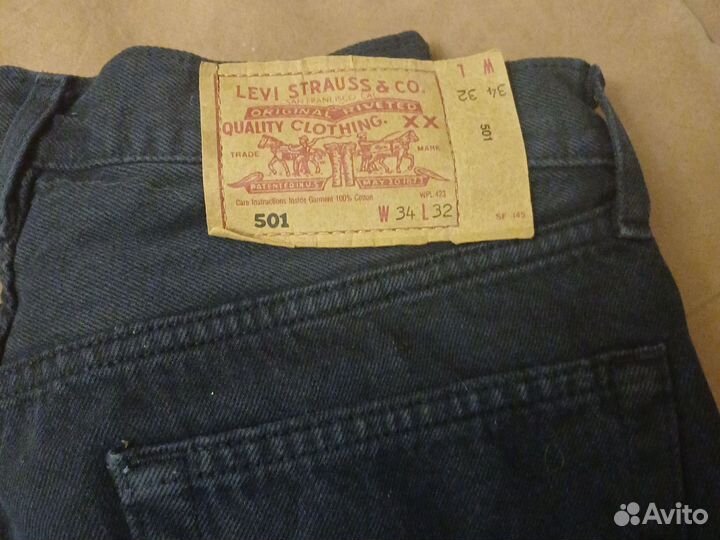 LEVI STRAUSS & CO.
SAN FRANCISCO CAL.
ORIGINAL RIVETED
QUALITY CLOTHING. XX
TRADE MARK
PATENTED IN U.S. MAY 20 1873
Care Instructions Inside Garment 100% Cotton WPL 423
501 W 34 L 32
W L
34 32
501
SF 145
Avito